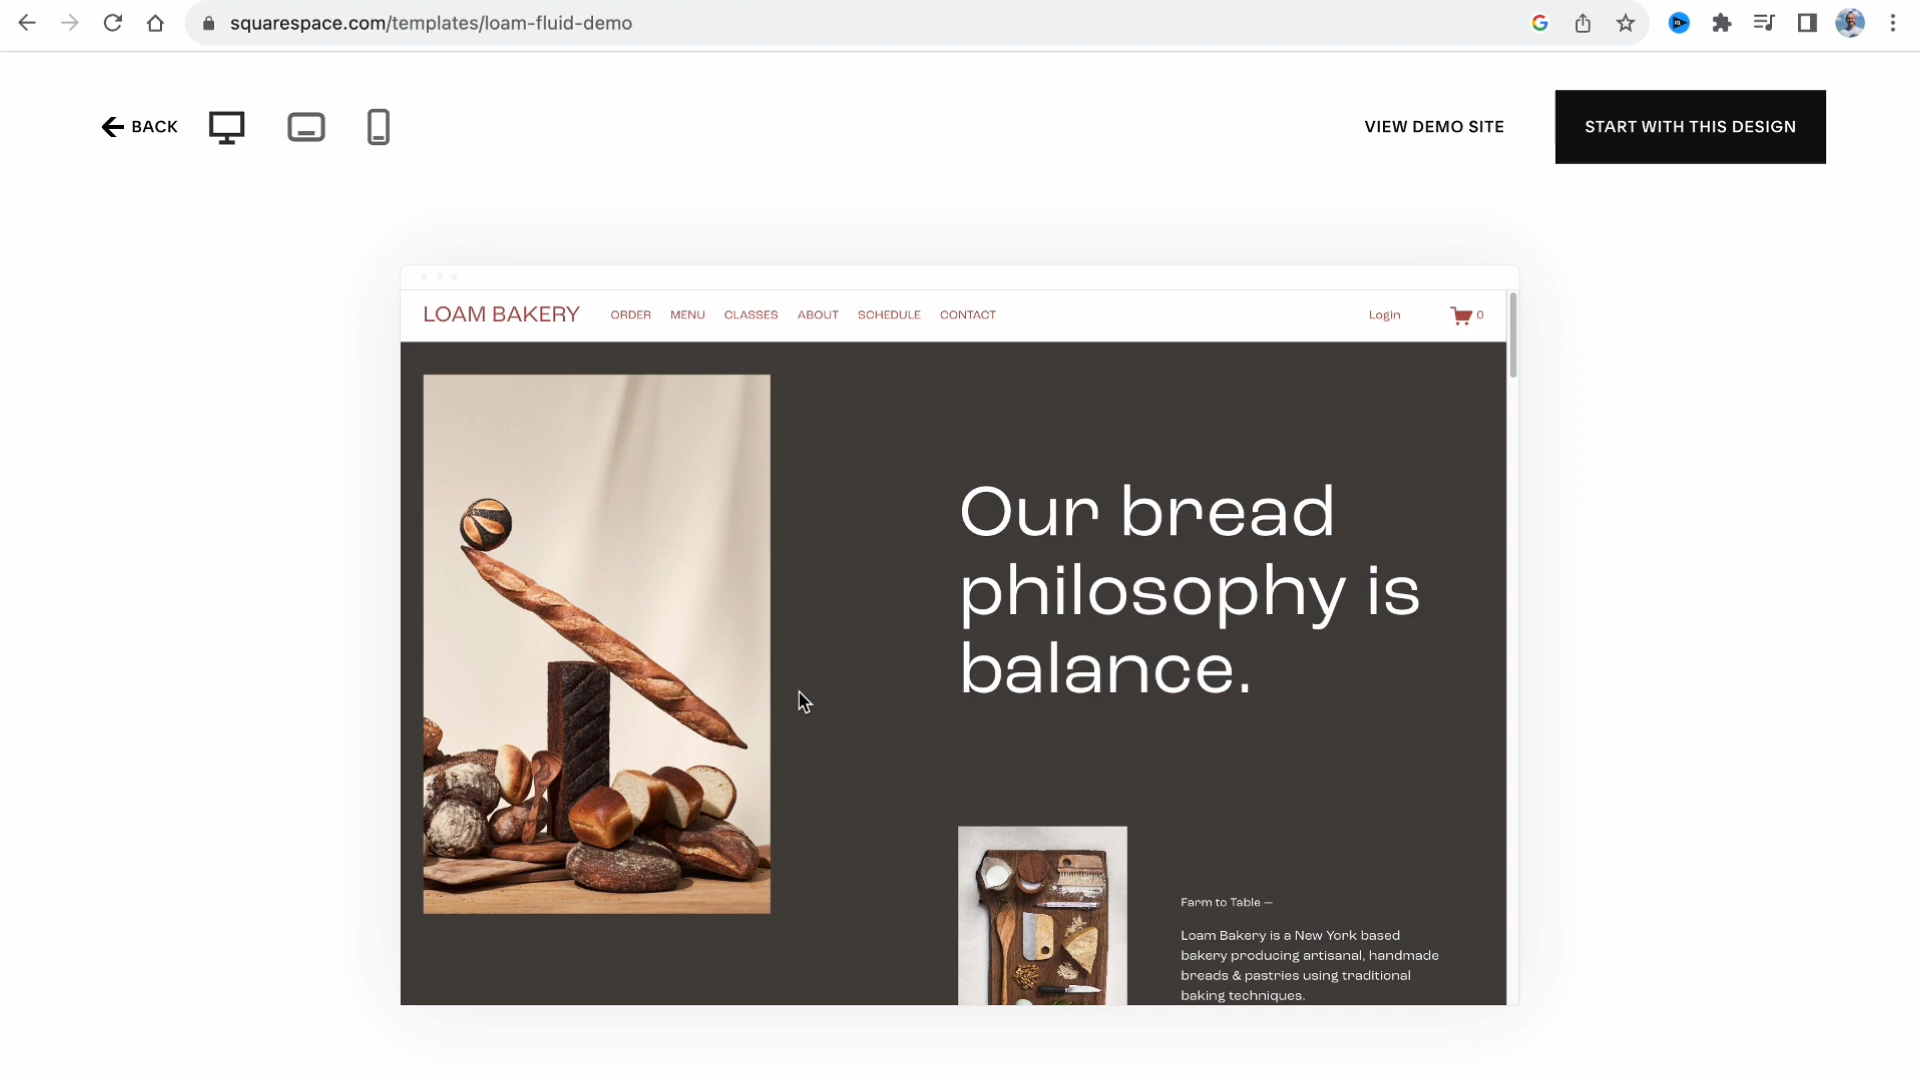 squarespace.com/templates/loam-fluid-demo
BACK
VIEW DEMO SITE
START WITH THIS DESIGN
LOAM BAKERY ORDER MENU CLASSES ABOUT SCHEDULE CONTACT Login 0
Our bread
philosophy is
balance.
Farm to Table —
Loam Bakery is a New York based
bakery producing artisanal, handmade
breads & pastries using traditional
baking techniques.